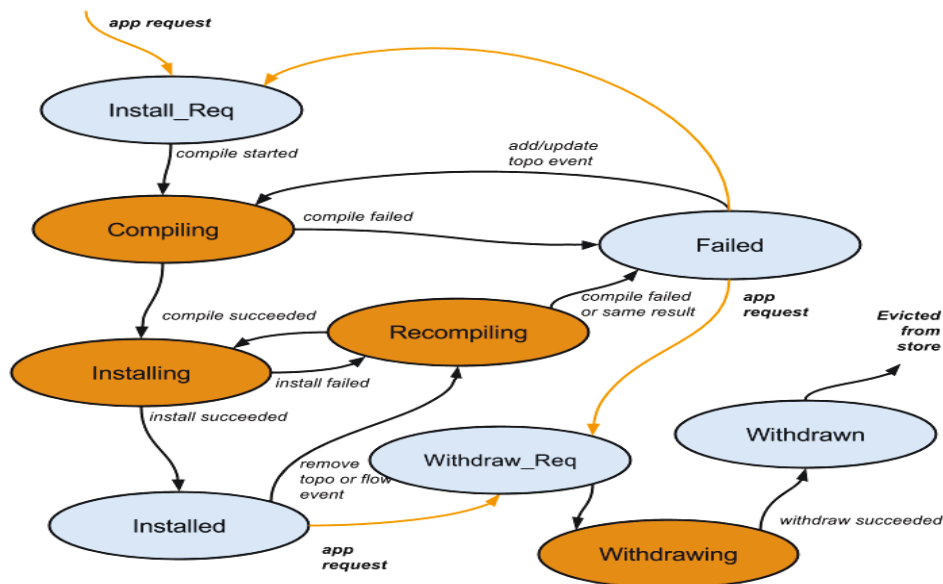 app request
Install_Req
compile started
add/update
topo event
Compiling
compile failed
Failed
compile succeeded
Recompiling
compile failed
or same result
app
request
Evicted
from
store
Installing
install failed
install succeeded
Withdraw_Req
Withdrawn
remove
topo or flow
event
Installed
app
request
Withdrawing
withdraw succeeded